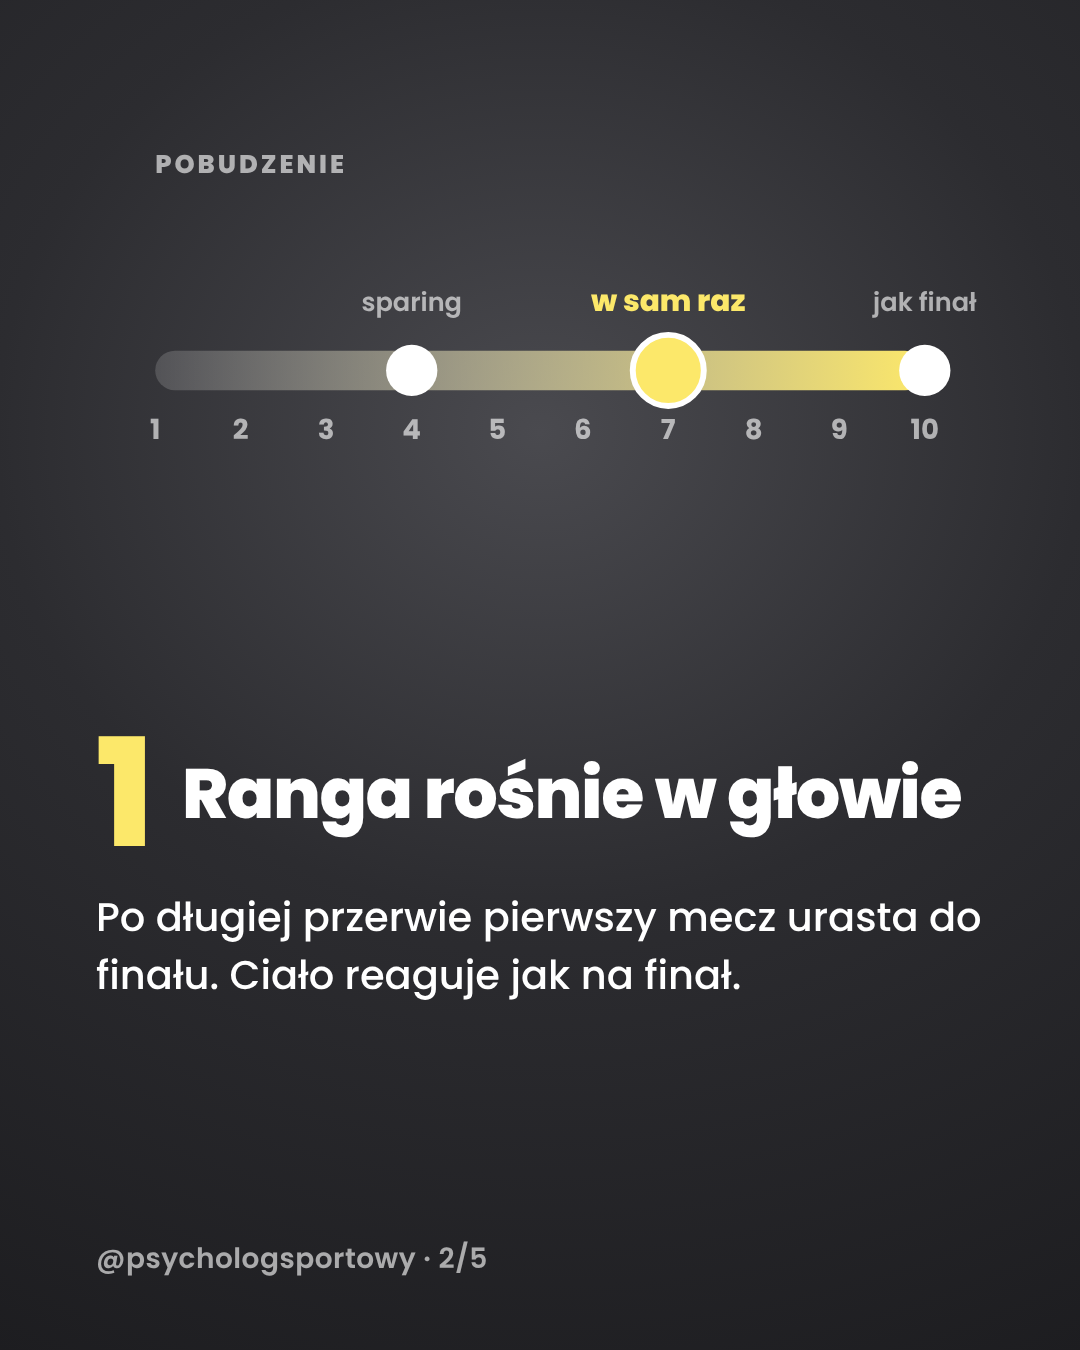 POBUDZENIE
sparing w sam raz jak finał
1 2 3 4 5 6 7 8 9 10
1 Ranga rośnie w głowie
Po długiej przerwie pierwszy mecz urasta do
finału. Ciało reaguje jak na finał.
@psychologsportowy · 2/5